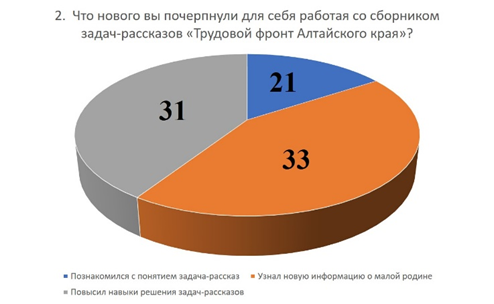 2. Что нового вы почерпнули для себя работая со сборником
задач-рассказов «Трудовой фронт Алтайского края»?
21
31
33
Познакомился с понятием задача-рассказ Узнал новую информацию о малой родине
Повысил навыки решения задач-рассказов